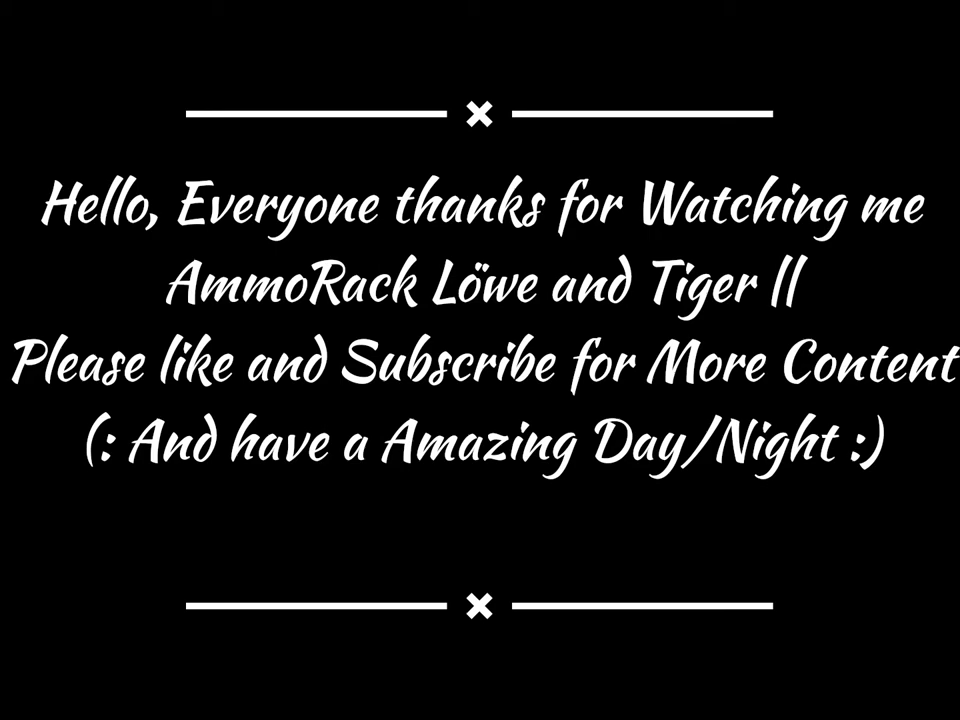 Hello, Everyone thanks for Watching me
AmmoRack Löwe and Tiger ll
Please like and Subscribe for More Content
(: And have a Amazing Day/Night :)